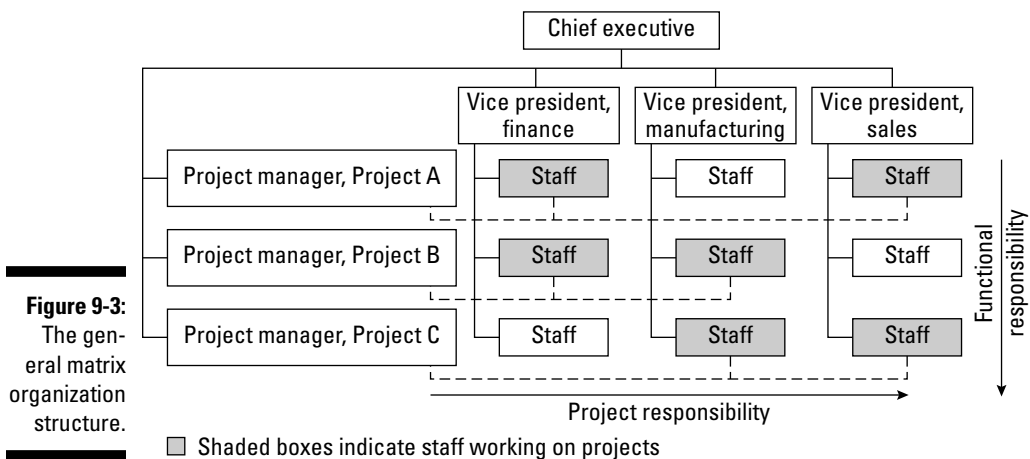 Chief executive
Vice president,
finance
Vice president,
manufacturing
Vice president,
sales
Project manager, Project A
Staff
Staff
Staff
Project manager, Project B
Staff
Staff
Staff
Project manager, Project C
Staff
Staff
Staff
Functional
responsibility
Project responsibility
Shaded boxes indicate staff working on projects
Figure 9-3:
The gen-
eral matrix
organization
structure.